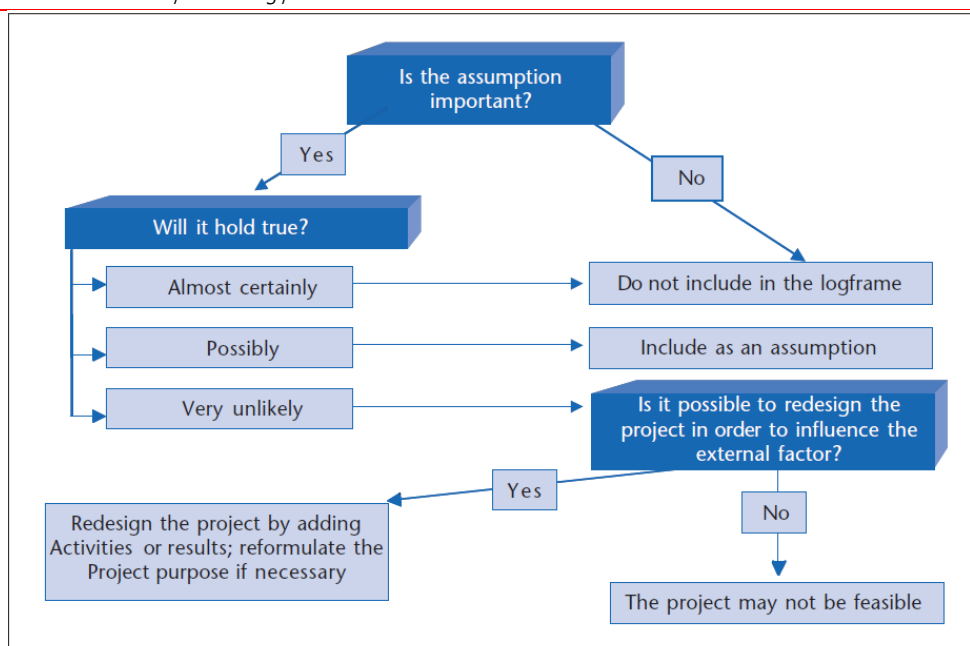 Is the assumption
important?
Yes
No
Will it hold true?
Almost certainly
Do not include in the logframe
Possibly
Include as an assumption
Very unlikely
Is it possible to redesign the
project in order to influence the
external factor?
Yes
No
Redesign the project by adding
Activities or results; reformulate the
Project purpose if necessary
The project may not be feasible